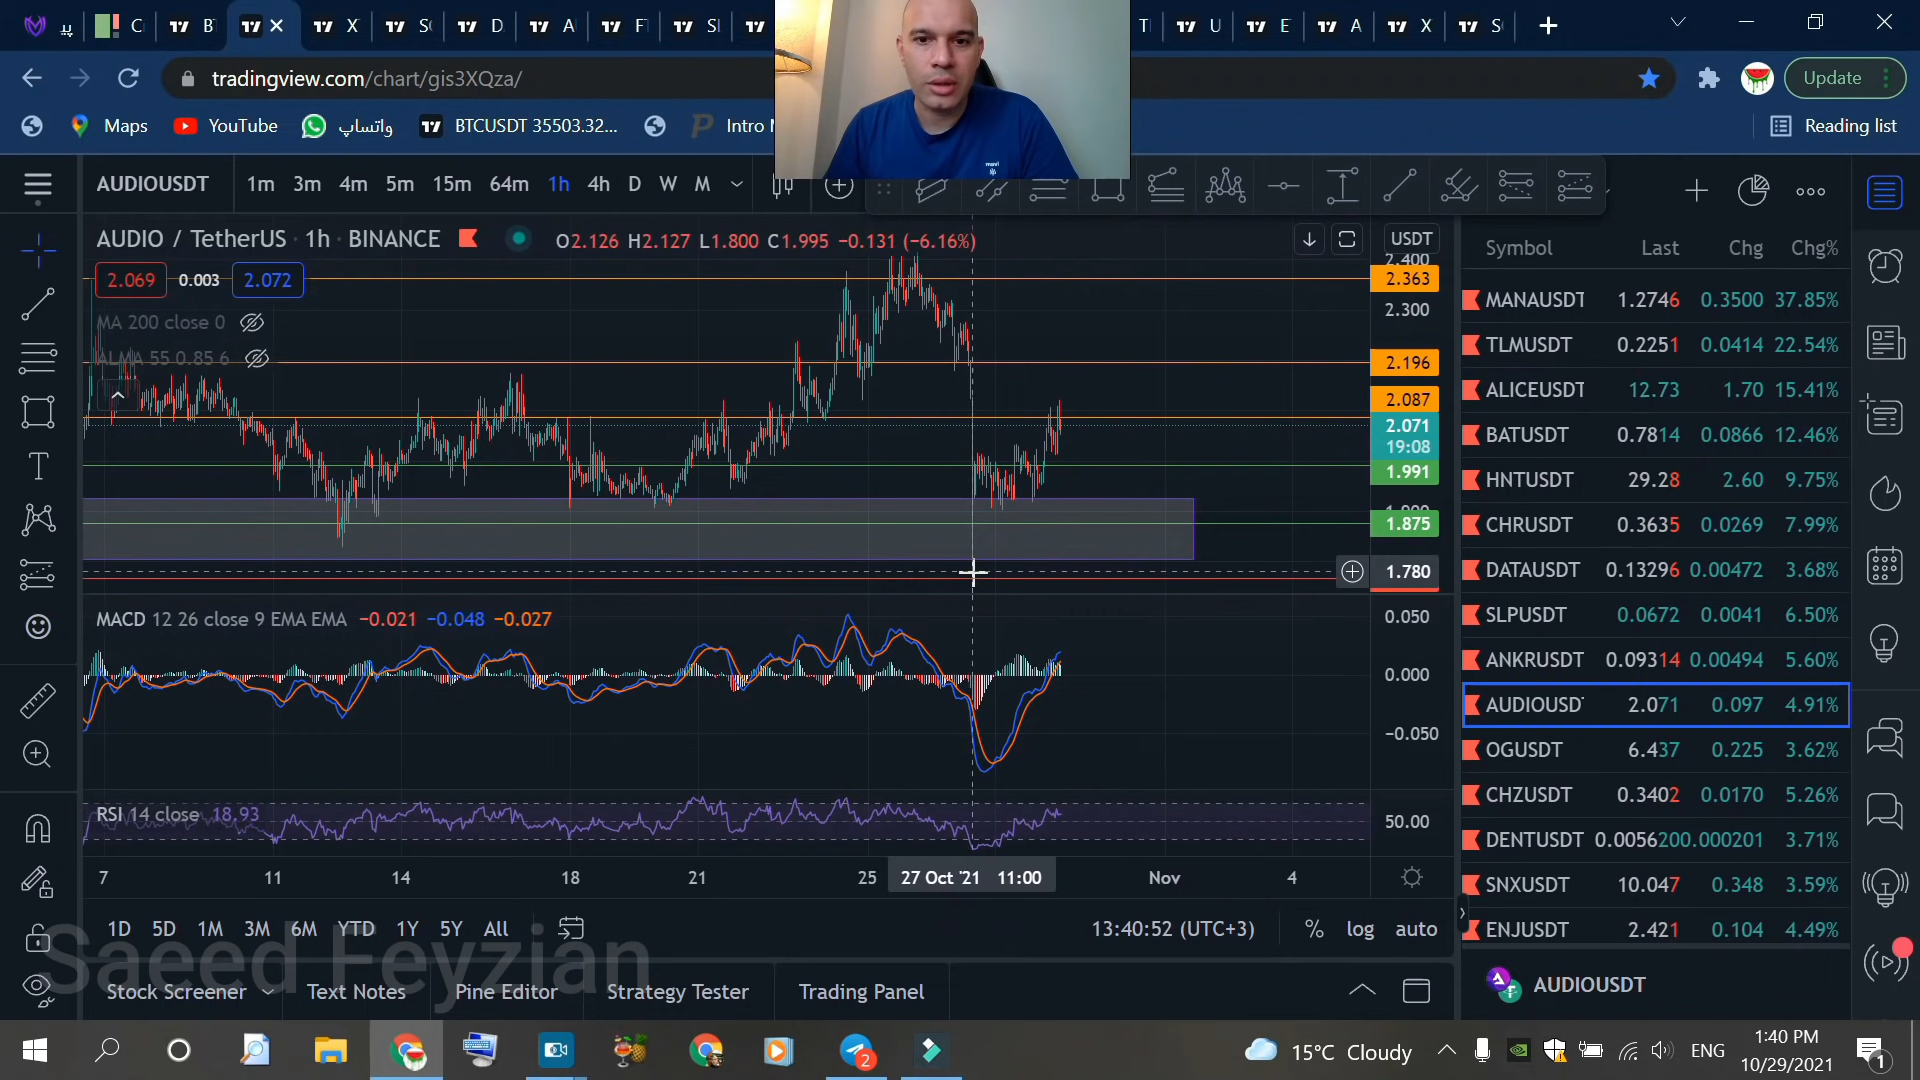 C B X S D A F S T U E A X S
tradingview.com/chart/gis3XQza/ Update
Maps YouTube واتساپ BTCUSDT 35503.32... Intro Reading list
AUDIOUSDT 1m 3m 4m 5m 15m 64m 1h 4h D W M
AUDIO / TetherUS · 1h · BINANCE O2.126 H2.127 L1.800 C1.995 −0.131 (−6.16%)
2.069 0.003 2.072
MA 200 close 0
ALMA 55 0.85 6
USDT
2.400
2.363
2.300
2.196
2.087
2.071
19:08
1.991
1.875
1.780
MACD 12 26 close 9 EMA EMA −0.021 −0.048 −0.027
0.050
0.000
−0.050
RSI 14 close 18.93
50.00
7 11 14 18 21 25 27 Oct '21 11:00 Nov 4
1D 5D 1M 3M 6M YTD 1Y 5Y All 13:40:52 (UTC+3) % log auto
Saeed Feyzian
Stock Screener Text Notes Pine Editor Strategy Tester Trading Panel
Symbol Last Chg Chg%
MANAUSDT 1.2746 0.3500 37.85%
TLMUSDT 0.2251 0.0414 22.54%
ALICEUSDT 12.73 1.70 15.41%
BATUSDT 0.7814 0.0866 12.46%
HNTUSDT 29.28 2.60 9.75%
CHRUSDT 0.3635 0.0269 7.99%
DATAUSDT 0.13296 0.00472 3.68%
SLPUSDT 0.0672 0.0041 6.50%
ANKRUSDT 0.09314 0.00494 5.60%
AUDIOUSD 2.071 0.097 4.91%
OGUSDT 6.437 0.225 3.62%
CHZUSDT 0.3402 0.0170 5.26%
DENTUSDT 0.0056200.000201 3.71%
SNXUSDT 10.047 0.348 3.59%
ENJUSDT 2.421 0.104 4.49%
AUDIOUSDT
2 15°C Cloudy ENG 1:40 PM
10/29/2021 1